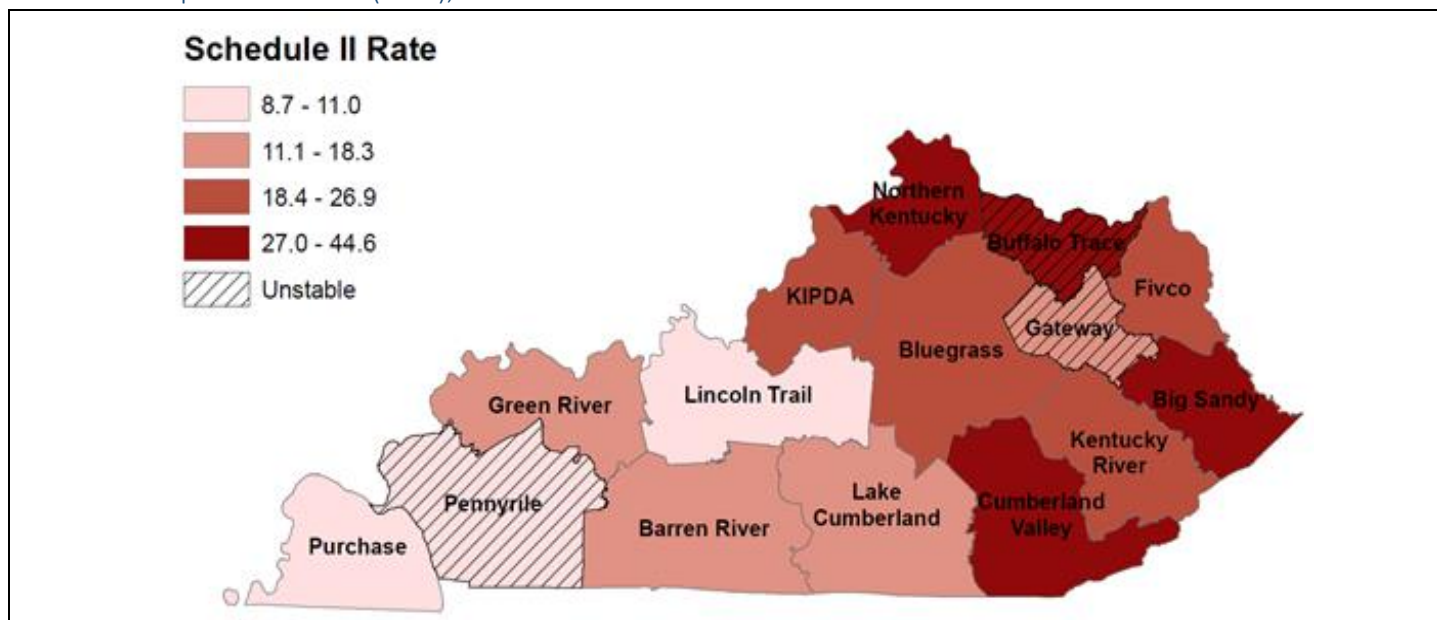 Schedule II Rate
8.7 - 11.0
11.1 - 18.3
18.4 - 26.9
27.0 - 44.6
Unstable
Northern
Kentucky
Buffalo Trace
Fivco
KIPDA
Gateway
Bluegrass
Lincoln Trail
Big Sandy
Green River
Kentucky
River
Pennyrile
Lake
Cumberland
Cumberland
Valley
Barren River
Purchase